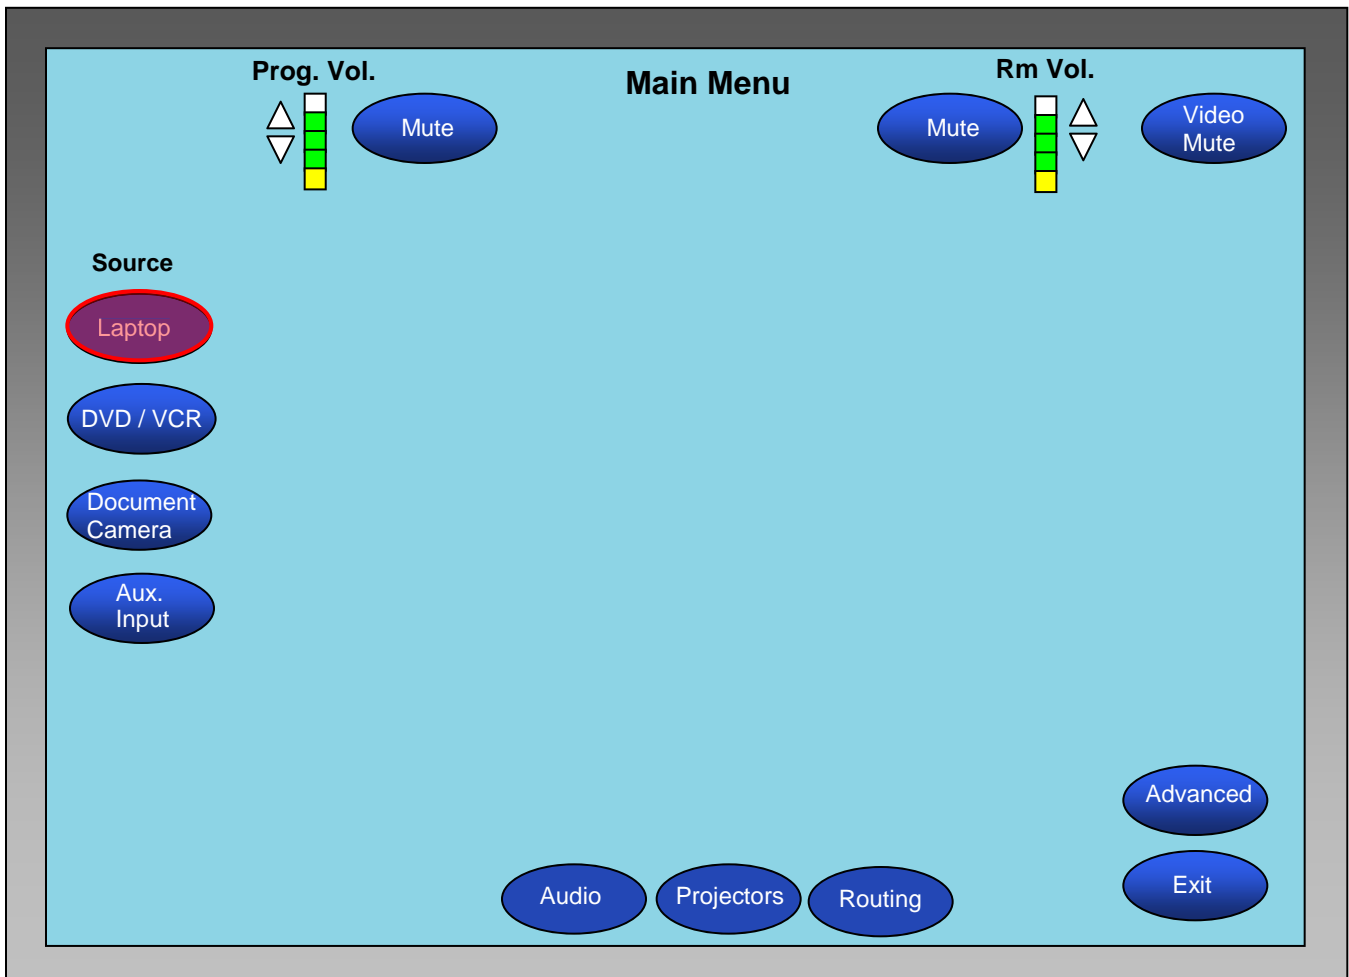 Prog. Vol.
Main Menu
Rm Vol.
Mute
Mute
Video
Mute
Source
Laptop
DVD / VCR
Document
Camera
Aux.
Input
Advanced
Exit
Audio
Projectors
Routing